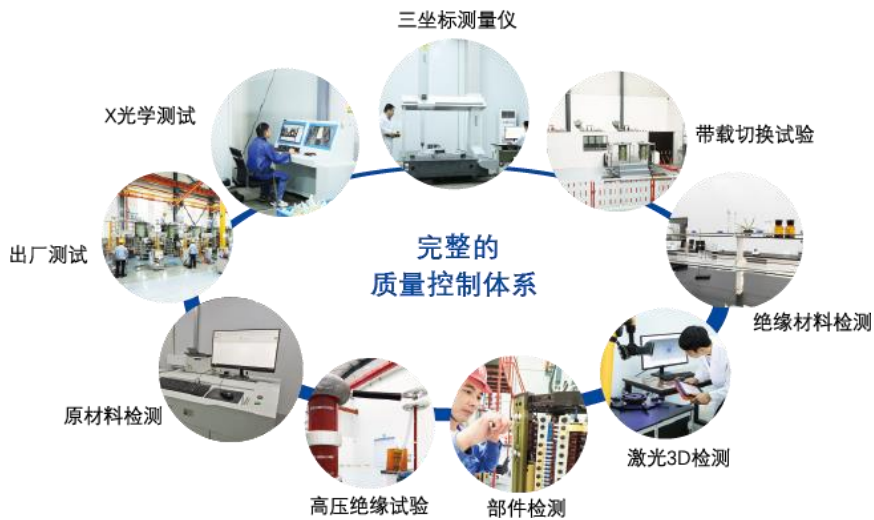 三坐标测量仪
X光学测试
带载切换试验
出厂测试
完整的
质量控制体系
绝缘材料检测
原材料检测
激光3D检测
高压绝缘试验
部件检测